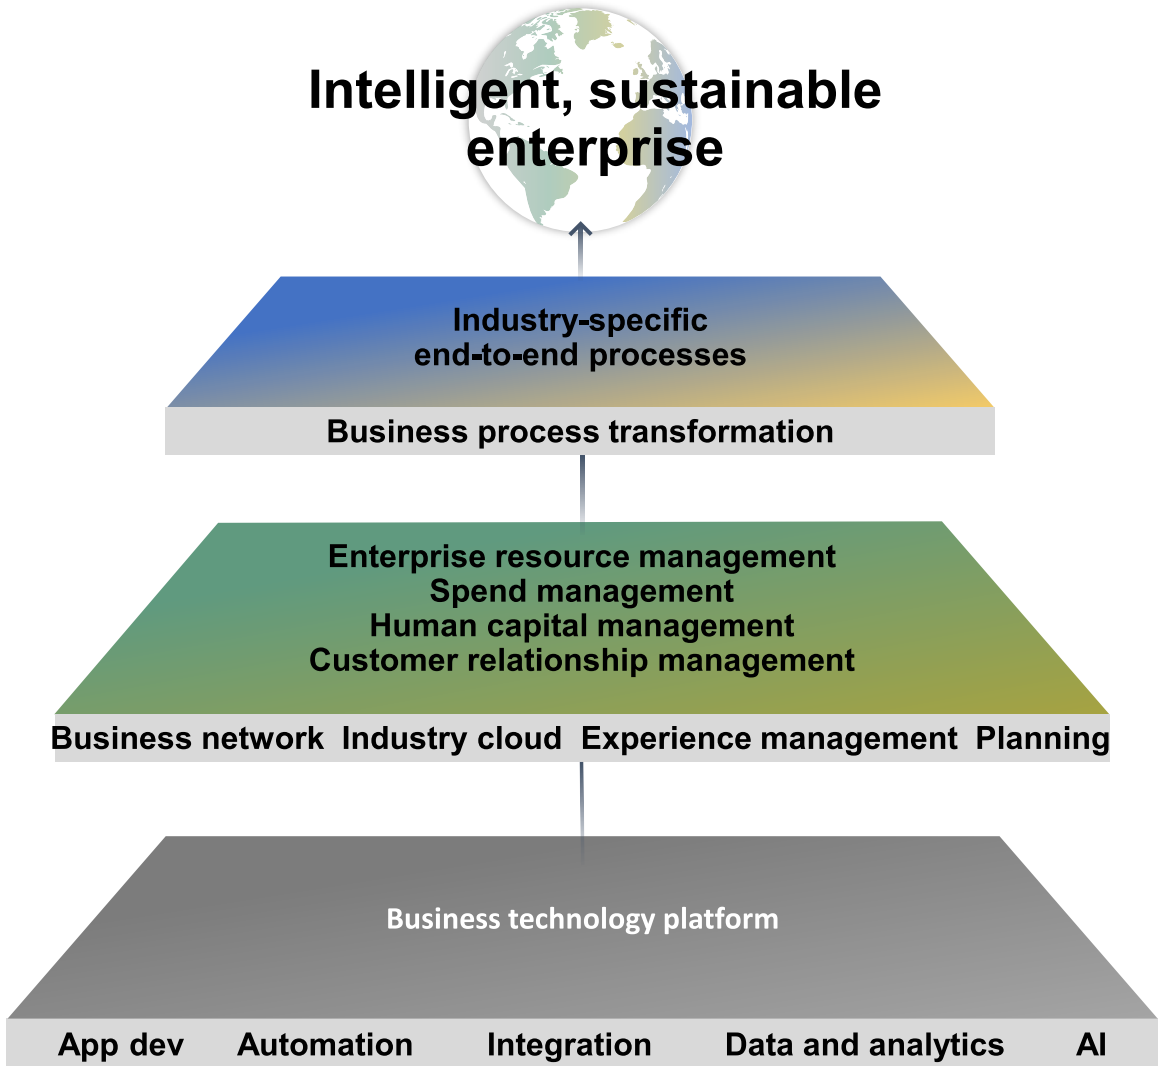 Intelligent, sustainable
enterprise
Industry-specific
end-to-end processes
Business process transformation
Enterprise resource management
Spend management
Human capital management
Customer relationship management
Business network Industry cloud Experience management Planning
Business technology platform
App dev Automation Integration Data and analytics AI